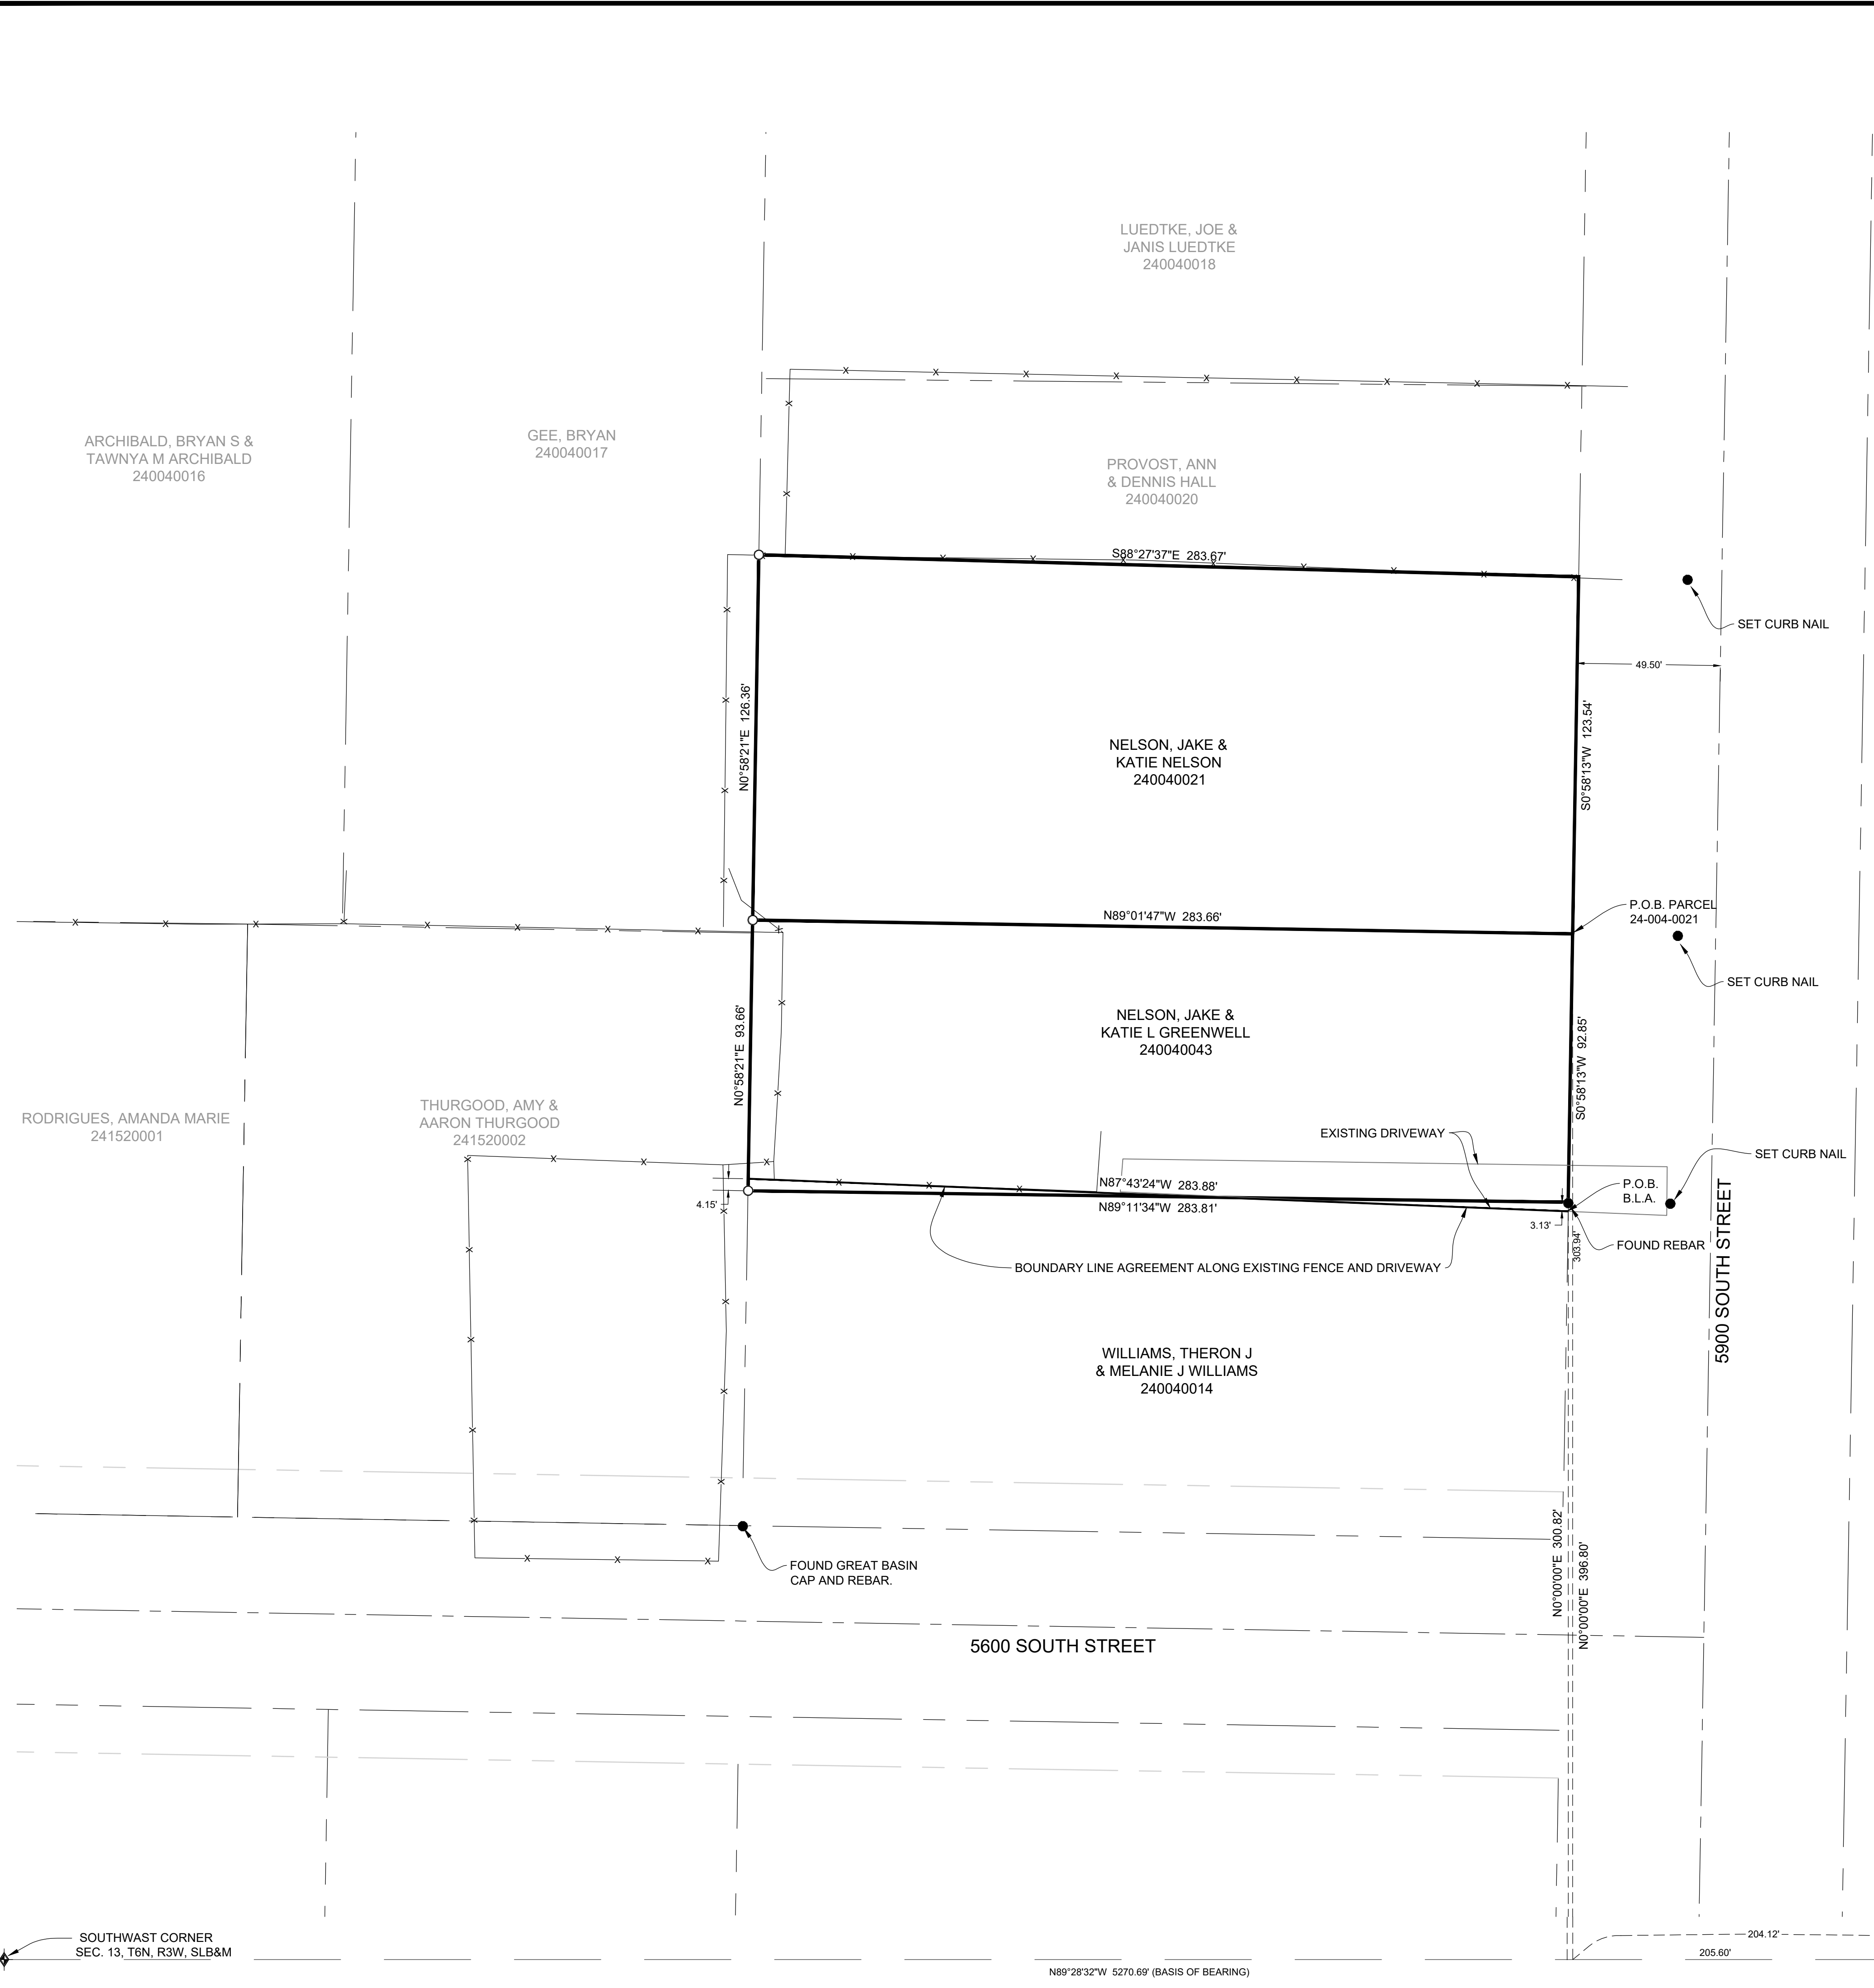 LUEDTKE, JOE &
JANIS LUEDTKE
240040018
ARCHIBALD, BRYAN S &
TAWNYA M ARCHIBALD
240040016
GEE, BRYAN
240040017
PROVOST, ANN
& DENNIS HALL
240040020
S88°27'37"E 283.67'
SET CURB NAIL
49.50'
N0°58'21"E 126.36'
S0°58'13"W 123.54'
NELSON, JAKE &
KATIE NELSON
240040021
P.O.B. PARCEL
24-004-0021
N89°01'47"W 283.66'
SET CURB NAIL
NELSON, JAKE &
KATIE L GREENWELL
240040043
N0°58'21"E 93.66'
S0°58'13"W 92.85'
RODRIGUES, AMANDA MARIE
241520001
THURGOOD, AMY &
AARON THURGOOD
241520002
EXISTING DRIVEWAY
SET CURB NAIL
N87°43'24"W 283.88'
P.O.B.
B.L.A.
4.15'
N89°11'34"W 283.81'
3.13'
303.94'
FOUND REBAR
BOUNDARY LINE AGREEMENT ALONG EXISTING FENCE AND DRIVEWAY
5900 SOUTH STREET
WILLIAMS, THERON J
& MELANIE J WILLIAMS
240040014
FOUND GREAT BASIN
CAP AND REBAR.
N0°00'00"E 300.82'
N0°00'00"E 396.80'
5600 SOUTH STREET
SOUTHWAST CORNER
SEC. 13, T6N, R3W, SLB&M
204.12'
205.60'
N89°28'32"W 5270.69' (BASIS OF BEARING)